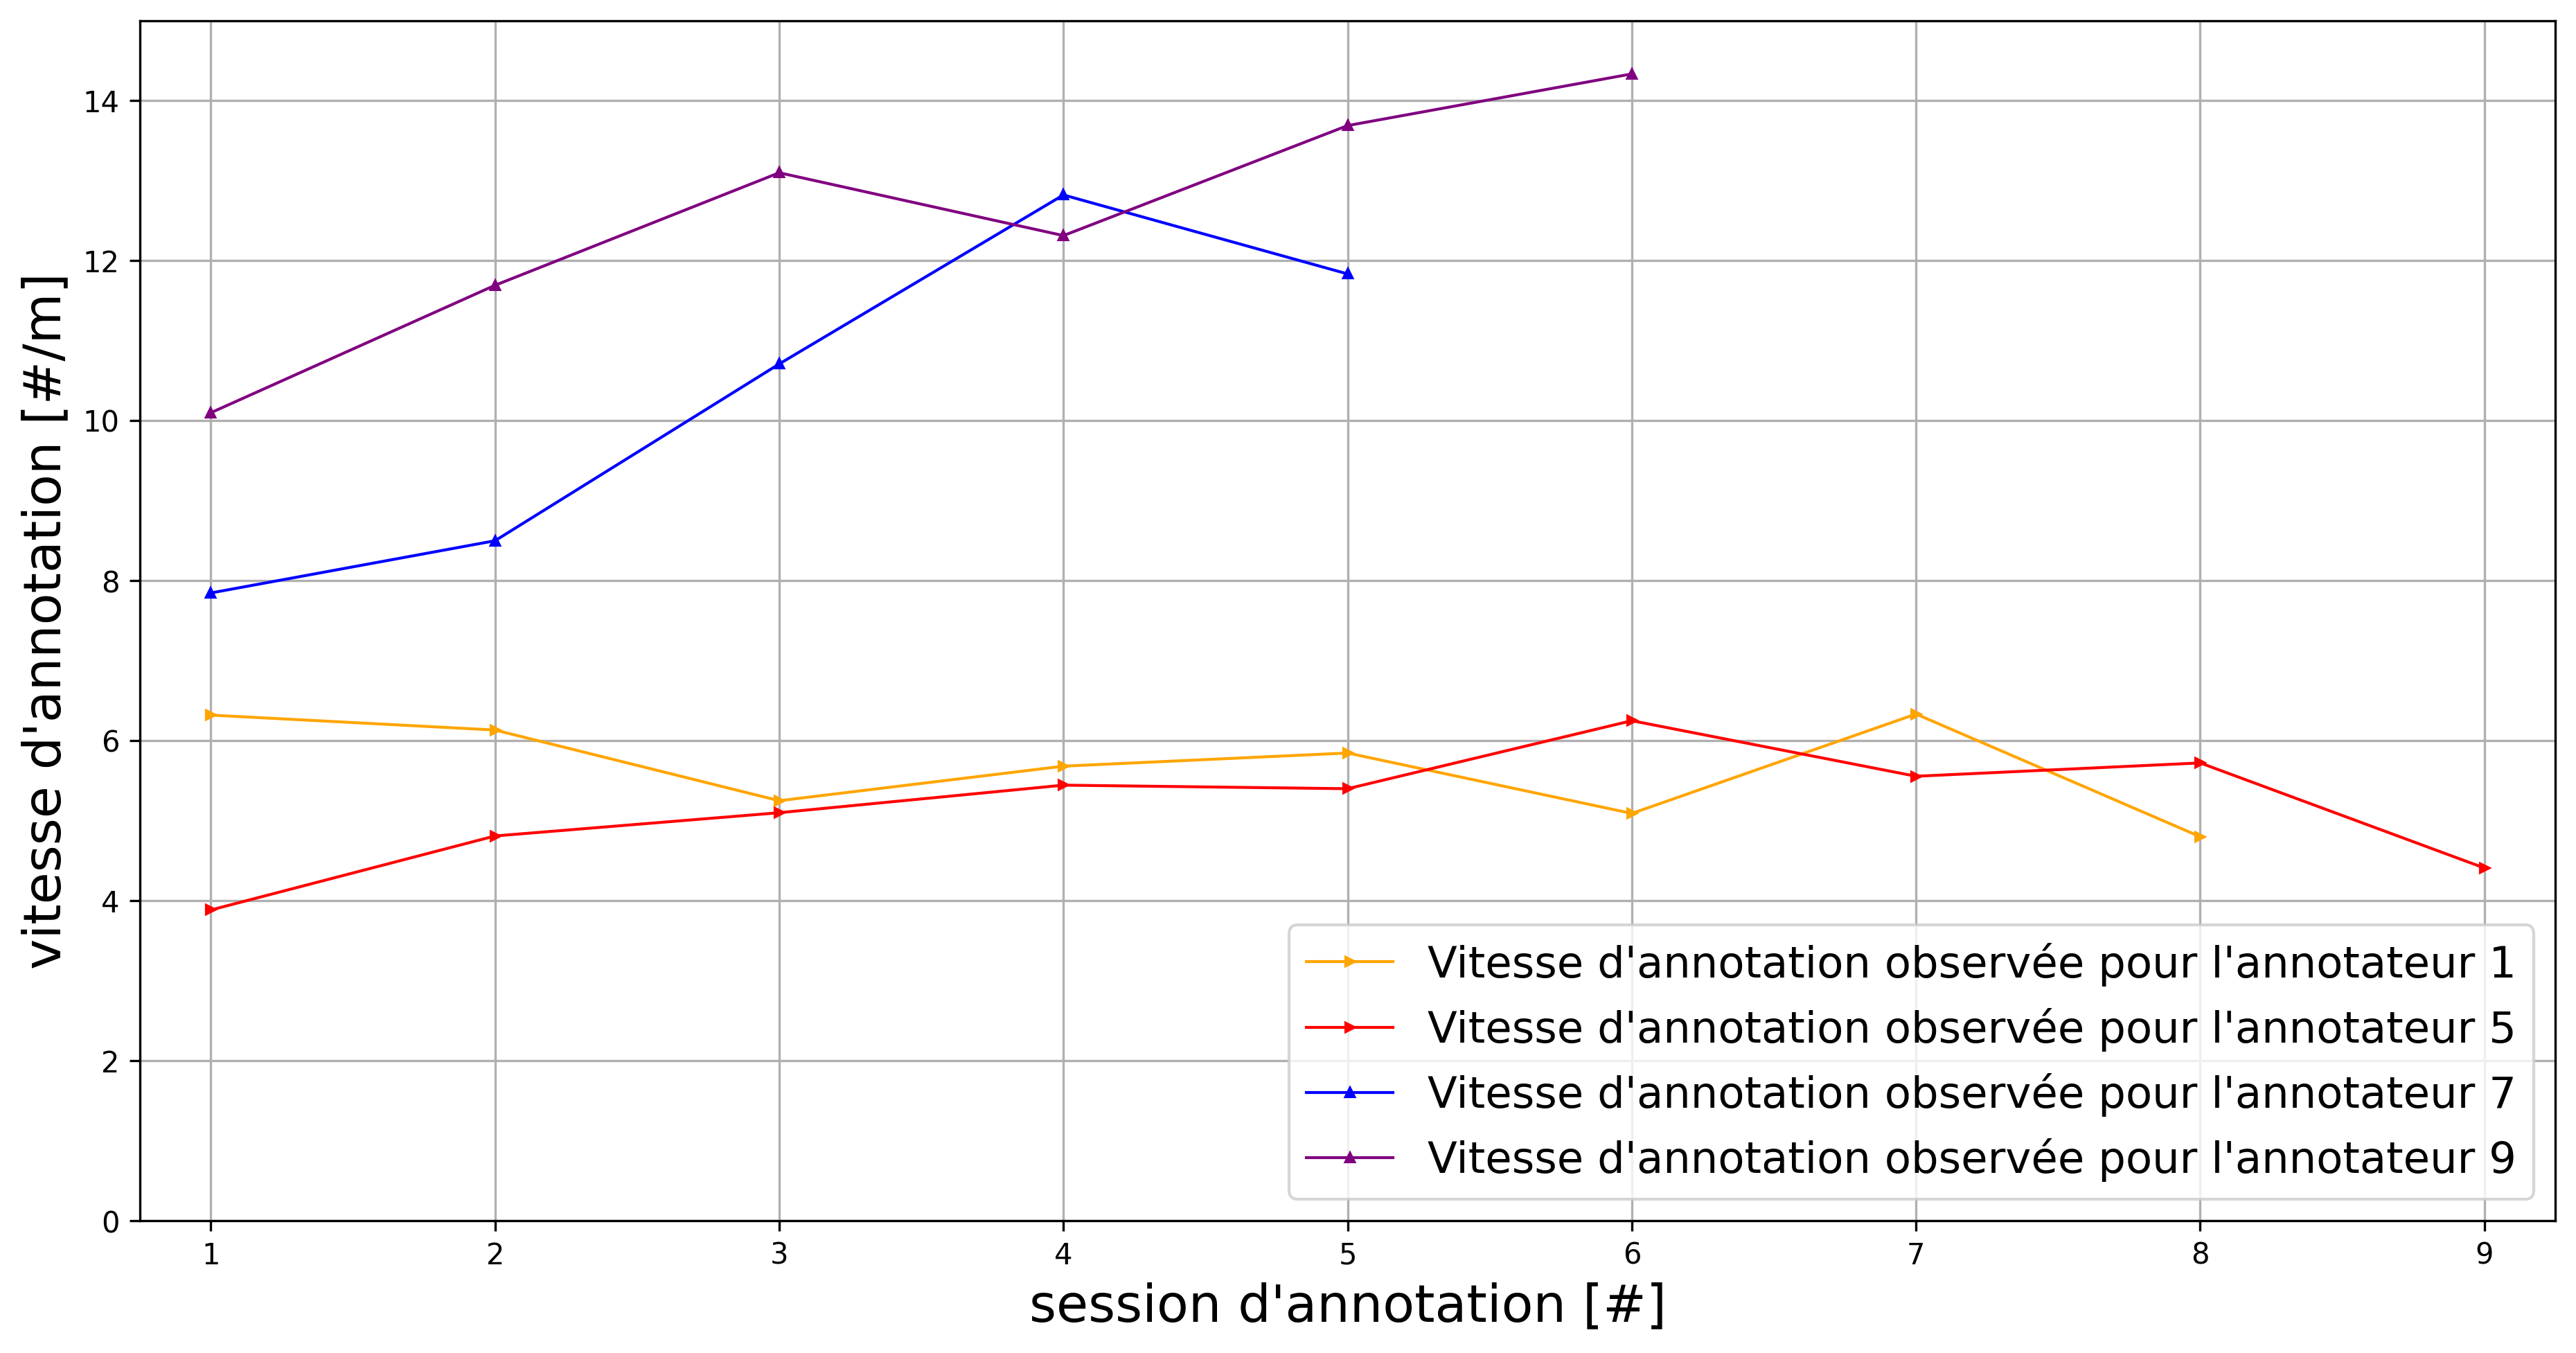 vitesse d'annotation [#/m]
14
12
10
8
6
4
2
0
Vitesse d'annotation observée pour l'annotateur 1
Vitesse d'annotation observée pour l'annotateur 5
Vitesse d'annotation observée pour l'annotateur 7
Vitesse d'annotation observée pour l'annotateur 9
1 2 3 4 5 6 7 8 9
session d'annotation [#]